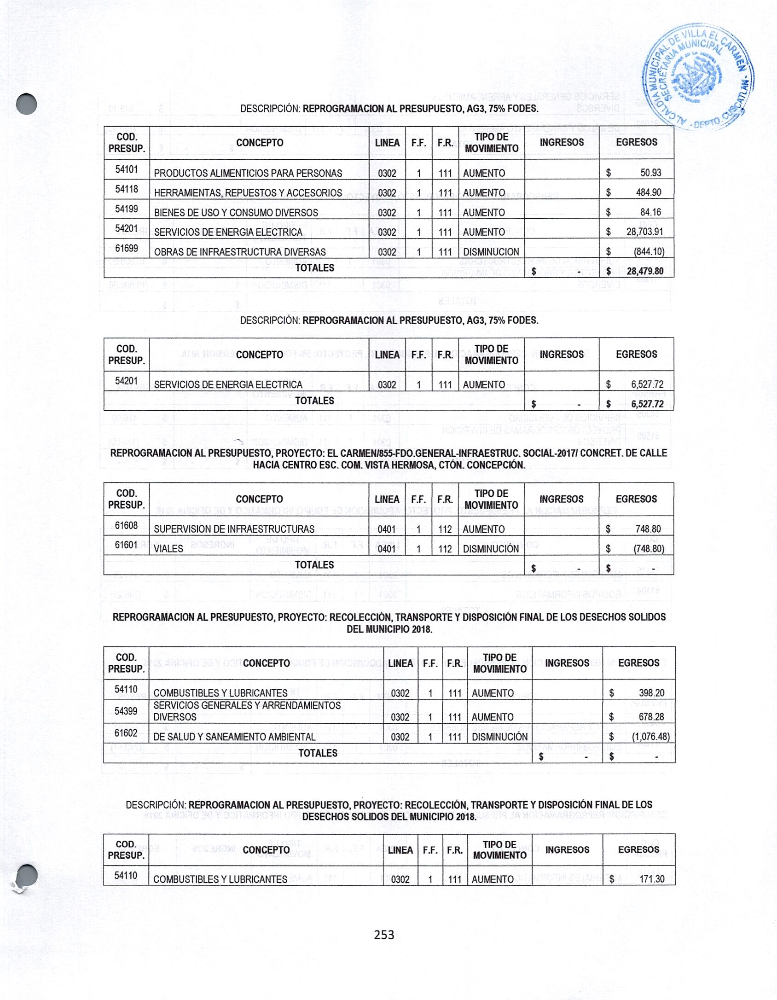 ALCALDIA MUNICIPAL DE VILLA EL CARMEN
SECRETARIA MUNICIPAL
- DEPTO. CUSCATLAN -
DESCRIPCIÓN: REPROGRAMACION AL PRESUPUESTO, AG3, 75% FODES.
COD. PRESUP. CONCEPTO LINEA F.F. F.R. TIPO DE MOVIMIENTO INGRESOS EGRESOS
54101 PRODUCTOS ALIMENTICIOS PARA PERSONAS 0302 1 111 AUMENTO $ 50.93
54118 HERRAMIENTAS, REPUESTOS Y ACCESORIOS 0302 1 111 AUMENTO $ 484.90
54199 BIENES DE USO Y CONSUMO DIVERSOS 0302 1 111 AUMENTO $ 84.16
54201 SERVICIOS DE ENERGIA ELECTRICA 0302 1 111 AUMENTO $ 28,703.91
61699 OBRAS DE INFRAESTRUCTURA DIVERSAS 0302 1 111 DISMINUCION $ (844.10)
TOTALES $ - $ 28,479.80
DESCRIPCIÓN: REPROGRAMACION AL PRESUPUESTO, AG3, 75% FODES.
COD. PRESUP. CONCEPTO LINEA F.F. F.R. TIPO DE MOVIMIENTO INGRESOS EGRESOS
54201 SERVICIOS DE ENERGIA ELECTRICA 0302 1 111 AUMENTO $ 6,527.72
TOTALES $ - $ 6,527.72
REPROGRAMACION AL PRESUPUESTO, PROYECTO: EL CARMEN/855-FDO.GENERAL-INFRAESTRUC. SOCIAL-2017/ CONCRET. DE CALLE
HACIA CENTRO ESC. COM. VISTA HERMOSA, CTÓN. CONCEPCIÓN.
COD. PRESUP. CONCEPTO LINEA F.F. F.R. TIPO DE MOVIMIENTO INGRESOS EGRESOS
61608 SUPERVISION DE INFRAESTRUCTURAS 0401 1 112 AUMENTO $ 748.80
61601 VIALES 0401 1 112 DISMINUCIÓN $ (748.80)
TOTALES $ - $ -
REPROGRAMACION AL PRESUPUESTO, PROYECTO: RECOLECCIÓN, TRANSPORTE Y DISPOSICIÓN FINAL DE LOS DESECHOS SOLIDOS
DEL MUNICIPIO 2018.
COD. PRESUP. CONCEPTO LINEA F.F. F.R. TIPO DE MOVIMIENTO INGRESOS EGRESOS
54110 COMBUSTIBLES Y LUBRICANTES 0302 1 111 AUMENTO $ 398.20
54399 SERVICIOS GENERALES Y ARRENDAMIENTOS
DIVERSOS 0302 1 111 AUMENTO $ 678.28
61602 DE SALUD Y SANEAMIENTO AMBIENTAL 0302 1 111 DISMINUCIÓN $ (1,076.48)
TOTALES $ - $ -
DESCRIPCIÓN: REPROGRAMACION AL PRESUPUESTO, PROYECTO: RECOLECCIÓN, TRANSPORTE Y DISPOSICIÓN FINAL DE LOS
DESECHOS SOLIDOS DEL MUNICIPIO 2018.
COD. PRESUP. CONCEPTO LINEA F.F. F.R. TIPO DE MOVIMIENTO INGRESOS EGRESOS
54110 COMBUSTIBLES Y LUBRICANTES 0302 1 111 AUMENTO $ 171.30
253